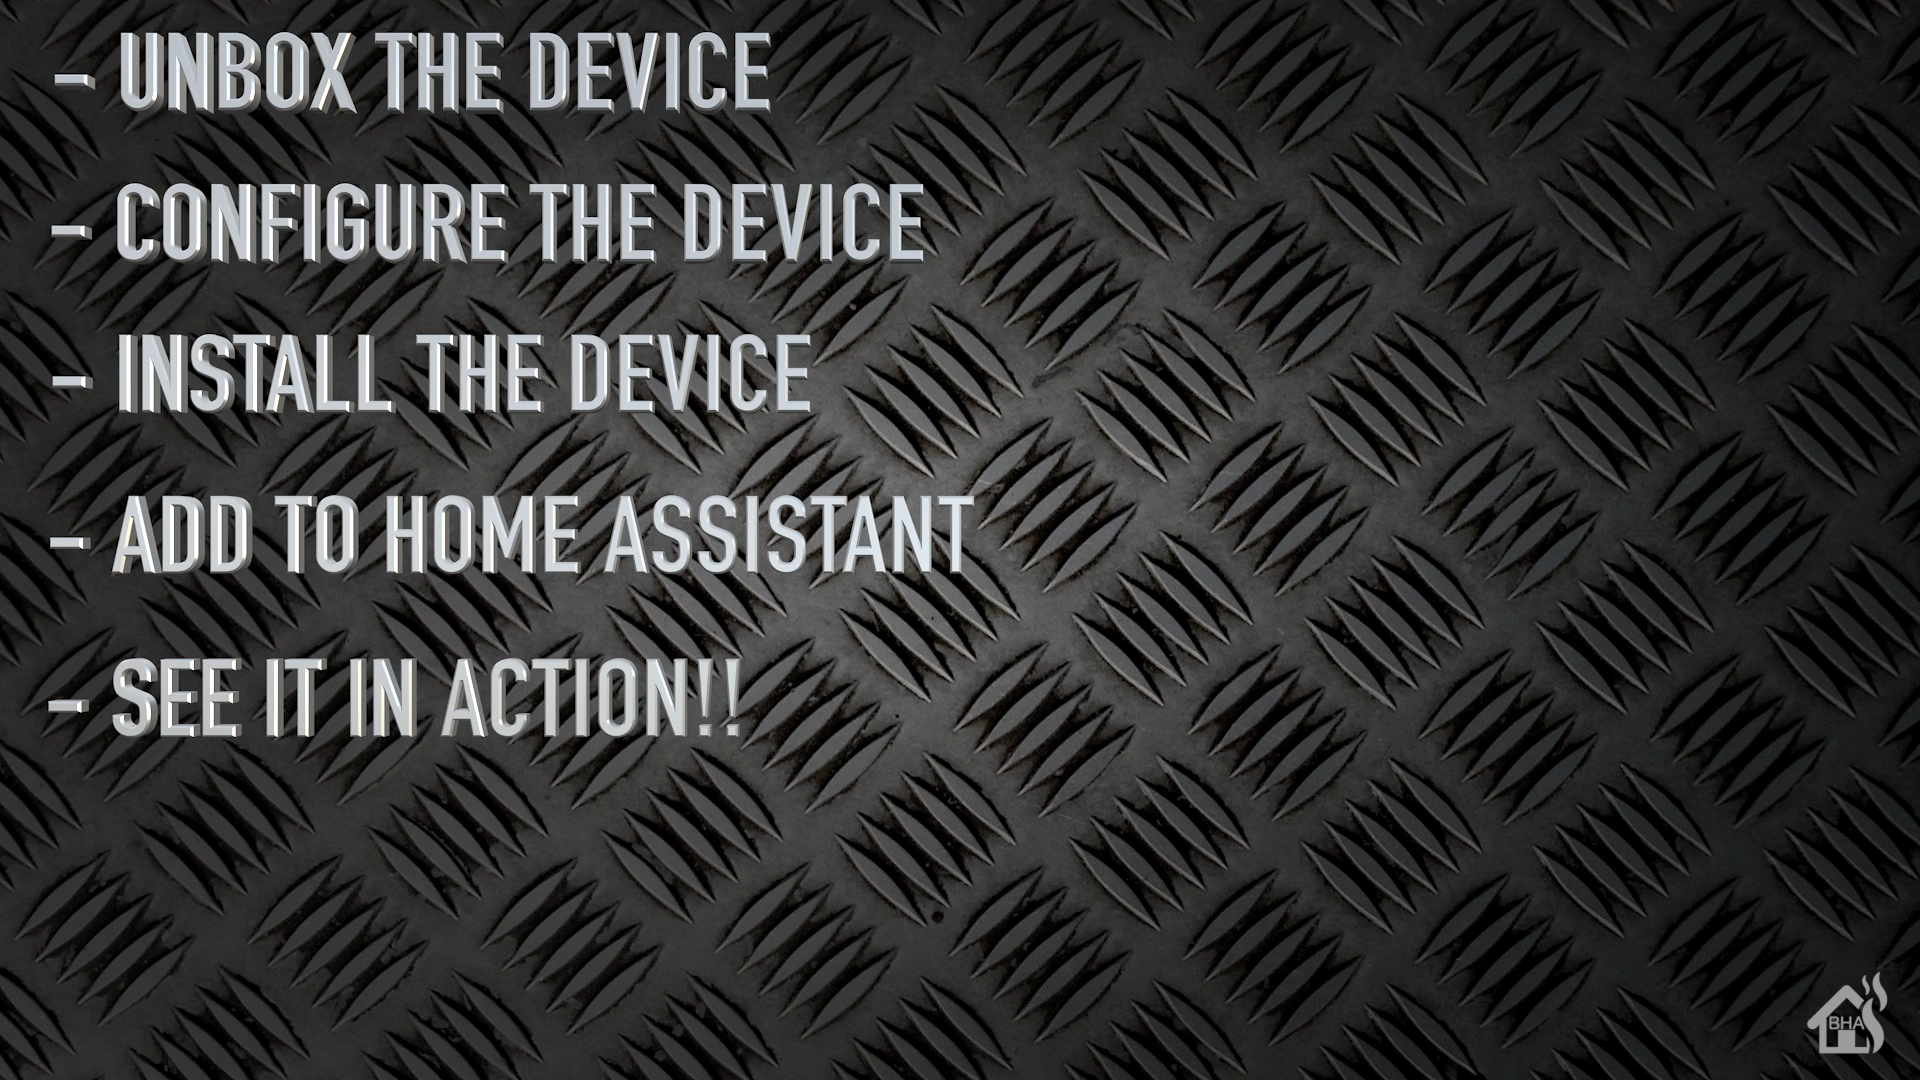 - UNBOX THE DEVICE
- CONFIGURE THE DEVICE
- INSTALL THE DEVICE
- ADD TO HOME ASSISTANT
- SEE IT IN ACTION!!
BHA